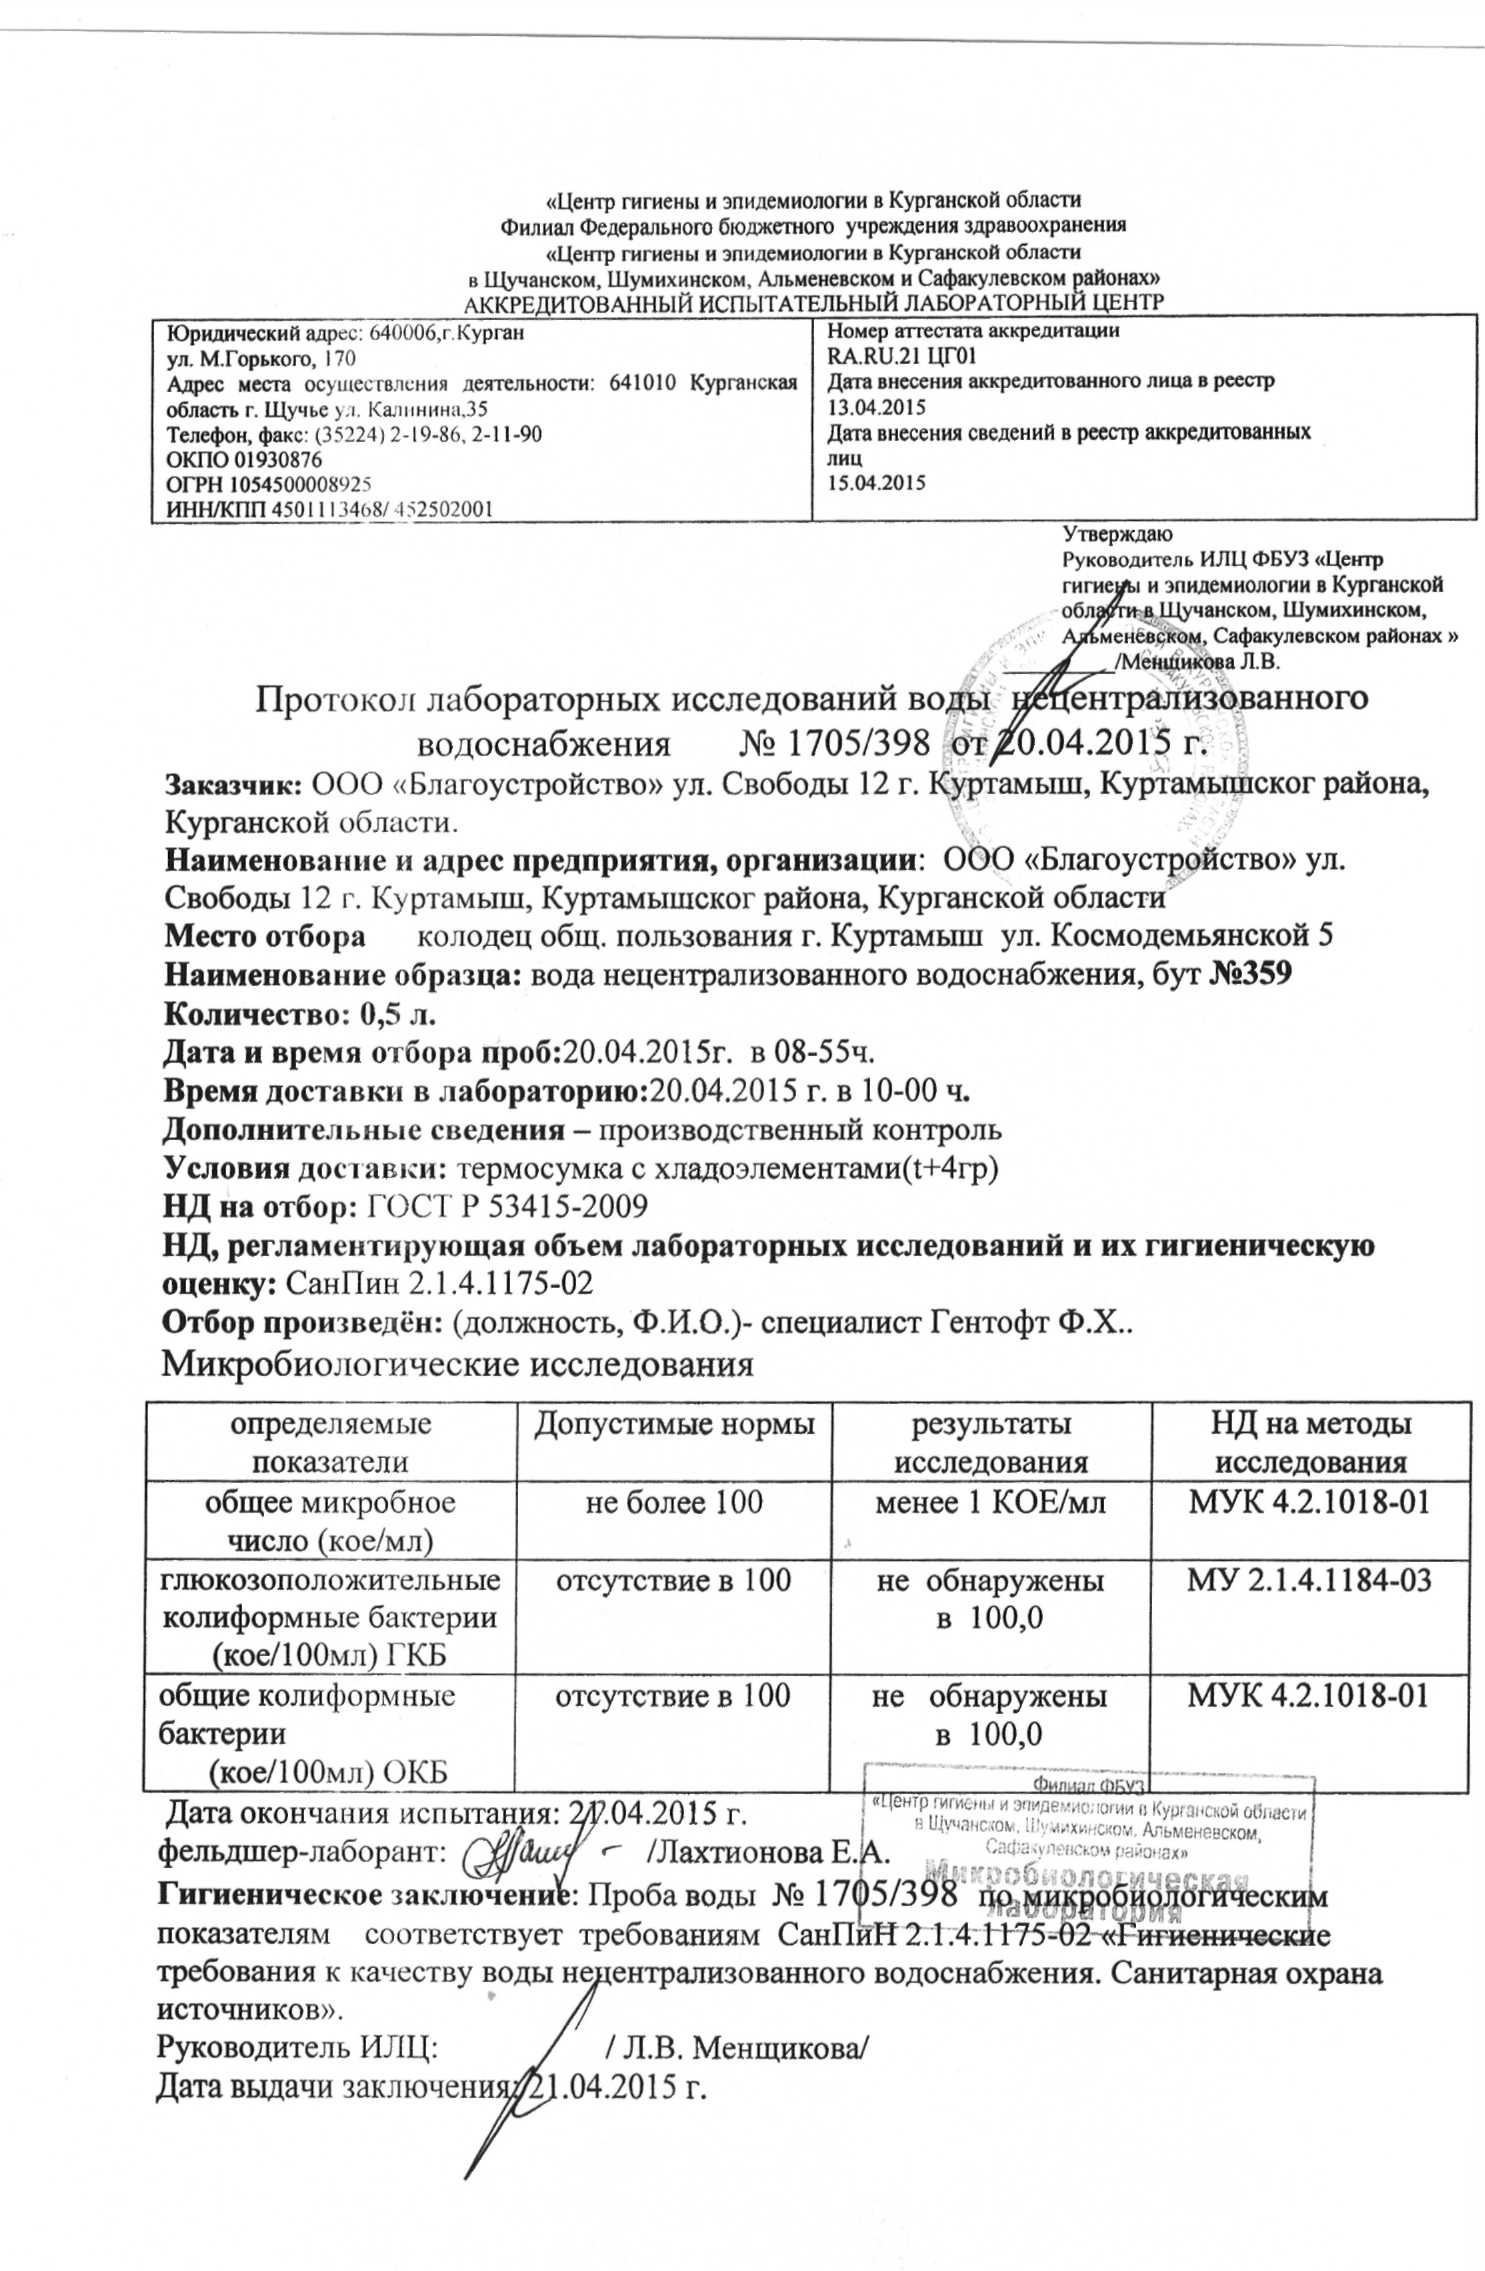 «Центр гигиены и эпидемиологии в Курганской области
Филиал Федерального бюджетного учреждения здравоохранения
«Центр гигиены и эпидемиологии в Курганской области
в Щучанском, Шумихинском, Альменевском и Сафакулевском районах»
АККРЕДИТОВАННЫЙ ИСПЫТАТЕЛЬНЫЙ ЛАБОРАТОРНЫЙ ЦЕНТР
Юридический адрес: 640006,г.Курган
ул. М.Горького, 170
Адрес места осуществления деятельности: 641010 Курганская
область г. Щучье ул. Калинина,35
Телефон, факс: (35224) 2-19-86, 2-11-90
ОКПО 01930876
ОГРН 1054500008925
ИНН/КПП 4501113468/ 452502001
Номер аттестата аккредитации
RA.RU.21 ЦГ01
Дата внесения аккредитованного лица в реестр
13.04.2015
Дата внесения сведений в реестр аккредитованных
лиц
15.04.2015
Утверждаю
Руководитель ИЛЦ ФБУЗ «Центр
гигиены и эпидемиологии в Курганской
области в Щучанском, Шумихинском,
Альменевском, Сафакулевском районах »
/Менщикова Л.В.
Протокол лабораторных исследований воды нецентрализованного
водоснабжения № 1705/398 от 20.04.2015 г.
Заказчик: ООО «Благоустройство» ул. Свободы 12 г. Куртамыш, Куртамышског района,
Курганской области.
Наименование и адрес предприятия, организации: ООО «Благоустройство» ул.
Свободы 12 г. Куртамыш, Куртамышског района, Курганской области
Место отбора колодец общ. пользования г. Куртамыш ул. Космодемьянской 5
Наименование образца: вода нецентрализованного водоснабжения, бут №359
Количество: 0,5 л.
Дата и время отбора проб:20.04.2015г. в 08-55ч.
Время доставки в лабораторию:20.04.2015 г. в 10-00 ч.
Дополнительные сведения – производственный контроль
Условия доставки: термосумка с хладоэлементами(t+4гр)
НД на отбор: ГОСТ Р 53415-2009
НД, регламентирующая объем лабораторных исследований и их гигиеническую
оценку: СанПин 2.1.4.1175-02
Отбор произведён: (должность, Ф.И.О.)- специалист Гентофт Ф.Х..
Микробиологические исследования
определяемые показатели Допустимые нормы результаты исследования НД на методы исследования
общее микробное число (кое/мл) не более 100 менее 1 КОЕ/мл МУК 4.2.1018-01
глюкозоположительные колиформные бактерии (кое/100мл) ГКБ отсутствие в 100 не обнаружены в 100,0 МУ 2.1.4.1184-03
общие колиформные бактерии (кое/100мл) ОКБ отсутствие в 100 не обнаружены в 100,0 МУК 4.2.1018-01
Филиал ФБУЗ
«Центр гигиены и эпидемиологии в Курганской области
в Щучанском, Шумихинском, Альменевском,
Сафакулевском районах»
Микробиологическая
лаборатория
Дата окончания испытания: 21.04.2015 г.
фельдшер-лаборант: /Лахтионова Е.А.
Гигиеническое заключение: Проба воды № 1705/398 по микробиологическим
показателям соответствует требованиям СанПиН 2.1.4.1175-02 «Гигиенические
требования к качеству воды нецентрализованного водоснабжения. Санитарная охрана
источников».
Руководитель ИЛЦ: / Л.В. Менщикова/
Дата выдачи заключения: 21.04.2015 г.